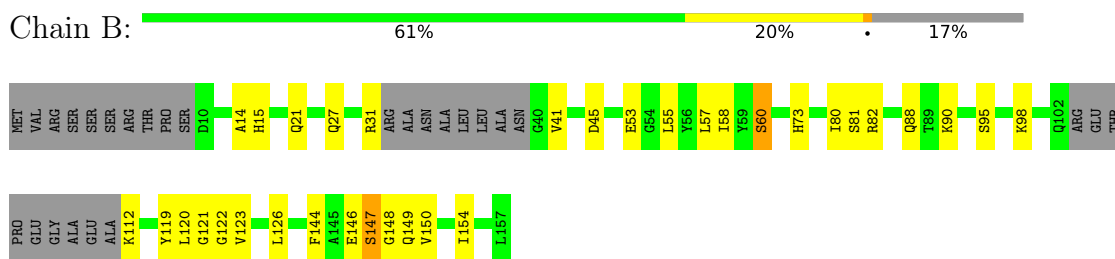 Chain B:
61% 20% • 17%
MET VAL ARG SER SER SER ARG THR PRO SER D10 A14 H15 Q21 Q27 R31 ARG ALA ASN ALA LEU LEU ALA ASN G40 V41 D45 E53 G54 L55 Y56 L57 I58 Y59 S60 H73 I80 S81 R82 Q88 T89 K90 S95 K98 Q102 ARG GLU THR
PRO GLU GLY ALA GLU ALA K112 Y119 L120 G121 G122 V123 L126 F144 A145 E146 S147 G148 Q149 V150 I154 L157